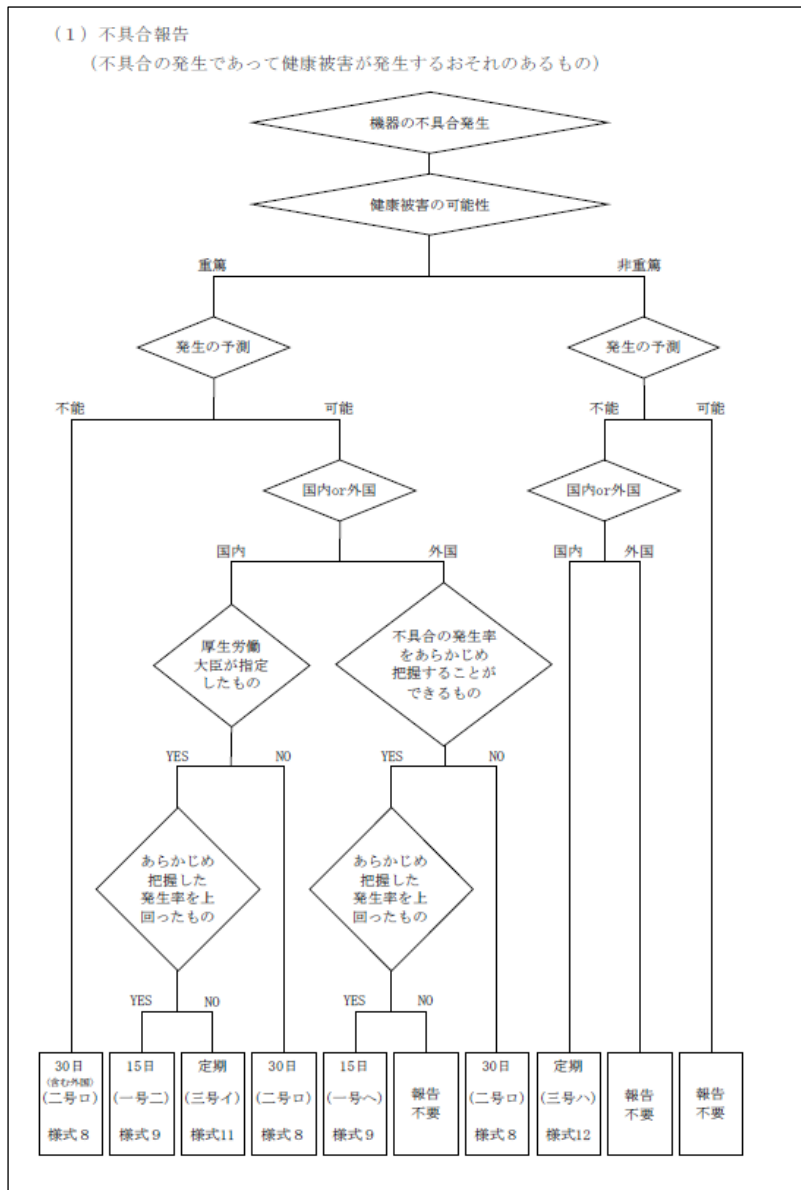 (1)不具合報告
(不具合の発生であって健康被害が発生するおそれのあるもの)
機器の不具合発生
健康被害の可能性
重篤
非重篤
発生の予測
発生の予測
不能
可能
不能
可能
国内or外国
国内or外国
国内
外国
国内
外国
厚生労働
大臣が指定
したもの
不具合の発生率
をあらかじめ
把握することが
できるもの
YES
NO
YES
NO
あらかじめ
把握した
発生率を上
回ったもの
あらかじめ
把握した
発生率を上
回ったもの
YES
NO
YES
NO
30日
(含む外国)
(二号ロ)
様式8
15日
(一号ニ)
様式9
定期
(三号イ)
様式11
30日
(二号ロ)
様式8
15日
(一号ヘ)
様式9
報告
不要
30日
(二号ロ)
様式8
定期
(三号ハ)
様式12
報告
不要
報告
不要